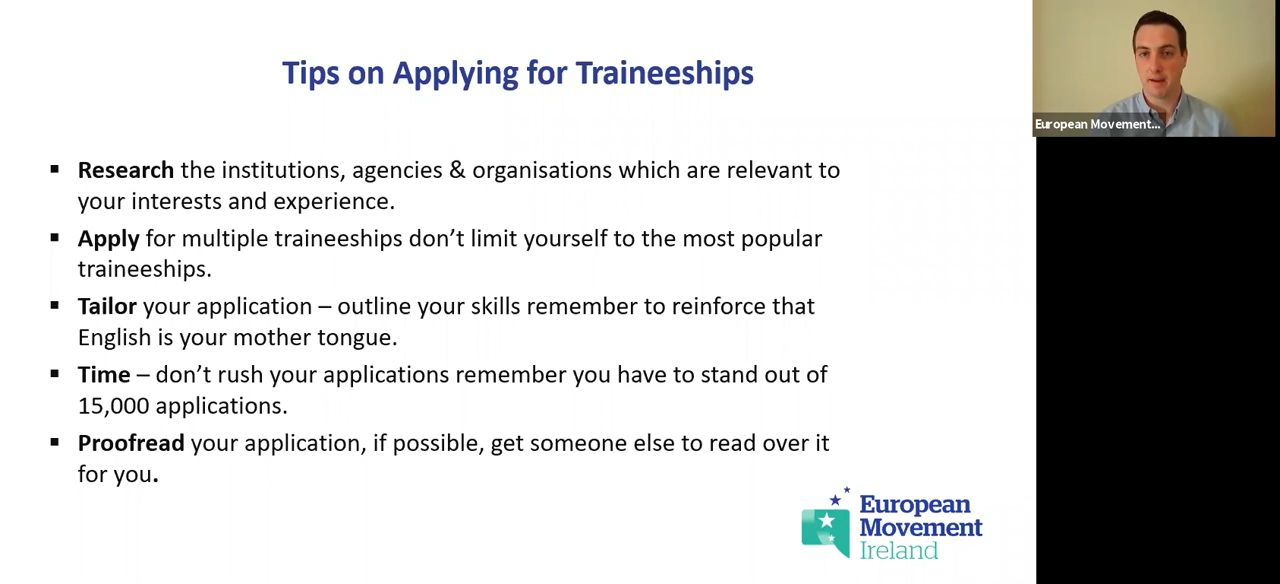 Tips on Applying for Traineeships
European Movement...
▪ Research the institutions, agencies & organisations which are relevant to
your interests and experience.
▪ Apply for multiple traineeships don’t limit yourself to the most popular
traineeships.
▪ Tailor your application – outline your skills remember to reinforce that
English is your mother tongue.
▪ Time – don’t rush your applications remember you have to stand out of
15,000 applications.
▪ Proofread your application, if possible, get someone else to read over it
for you.
European
Movement
Ireland